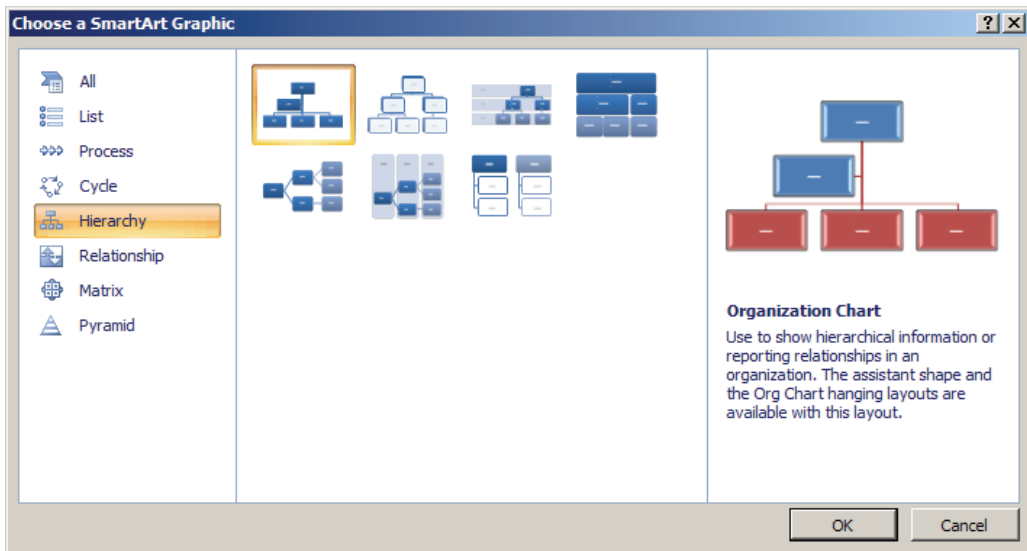 Choose a SmartArt Graphic
All
List
Process
Cycle
Hierarchy
Relationship
Matrix
Pyramid
Organization Chart
Use to show hierarchical information or
reporting relationships in an
organization. The assistant shape and
the Org Chart hanging layouts are
available with this layout.
OK
Cancel